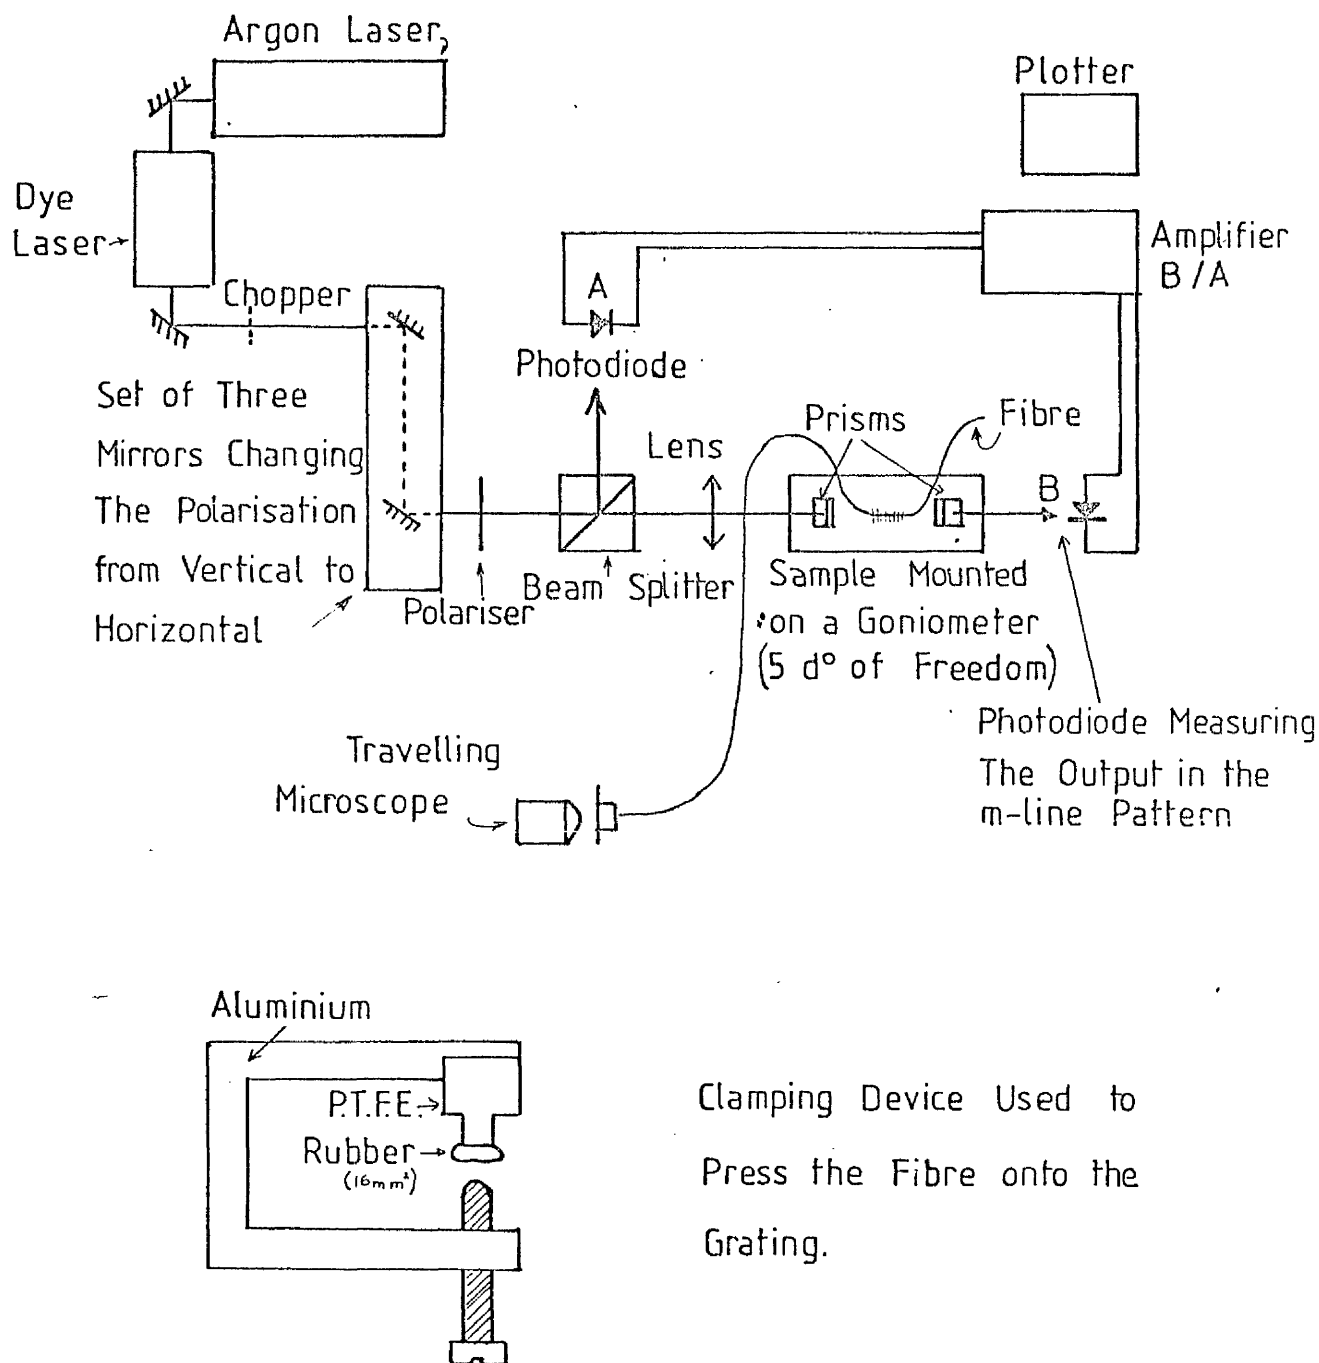 Argon Laser
Plotter
Dye
Laser
Amplifier
B/A
Chopper
A
Photodiode
Set of Three
Mirrors Changing
The Polarisation
from Vertical to
Horizontal
Polariser
Beam Splitter
Lens
Prisms
Fibre
B
Sample Mounted
on a Goniometer
(5 d° of Freedom)
Photodiode Measuring
The Output in the
m-line Pattern
Travelling
Microscope
Aluminium
P.T.F.E.
Rubber
(16mm²)
Clamping Device Used to
Press the Fibre onto the
Grating.